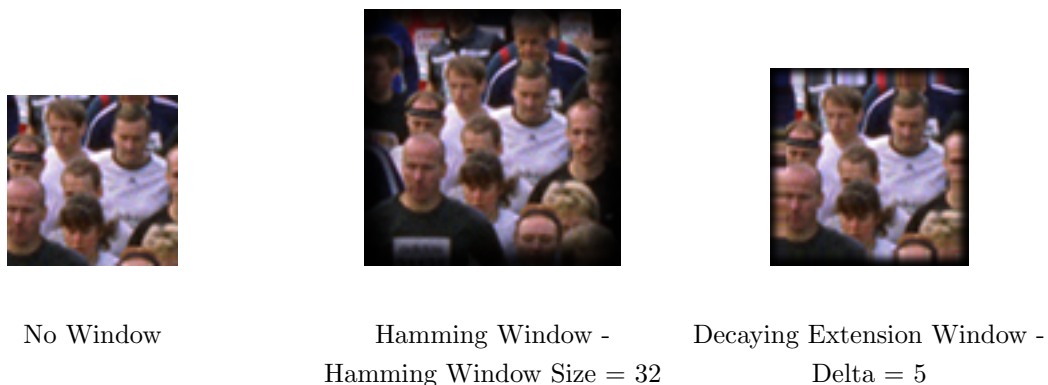 No Window
Hamming Window -
Hamming Window Size = 32
Decaying Extension Window -
Delta = 5